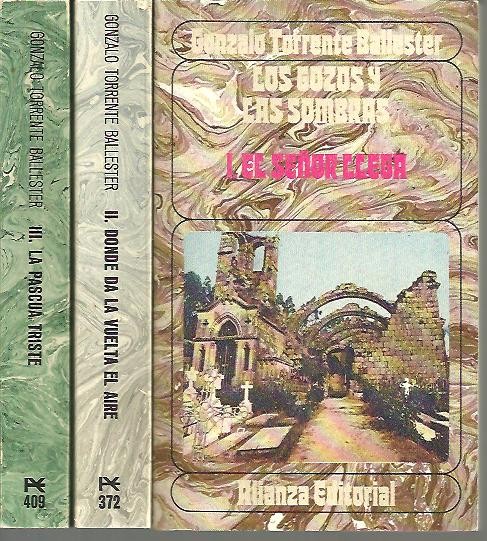 GONZALO TORRENTE BALLESTER III. LA PASCUA TRISTE
409
GONZALO TORRENTE BALLESTER II. DONDE DA LA VUELTA EL AIRE
372
Gonzalo Torrente Ballester
LOS GOZOS Y
LAS SOMBRAS
I. EL SEÑOR LLEGA
Alianza Editorial